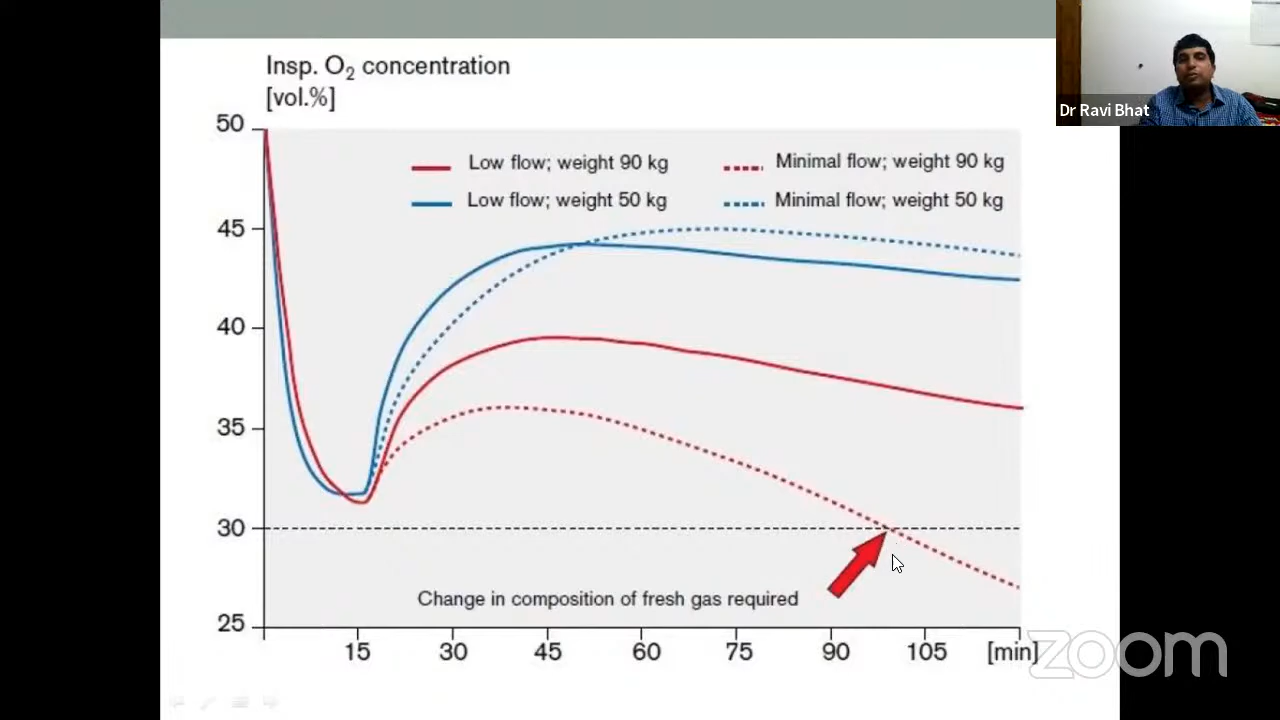 Insp. O₂ concentration
[vol.%]
Dr Ravi Bhat
50
Low flow; weight 90 kg
Minimal flow; weight 90 kg
Low flow; weight 50 kg
Minimal flow; weight 50 kg
45
40
35
30
Change in composition of fresh gas required
25
15 30 45 60 75 90 105 [min]
zoom